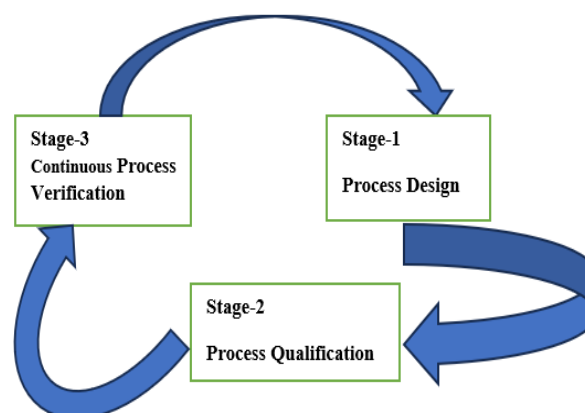 Stage-3
Continuous Process
Verification
Stage-1
Process Design
Stage-2
Process Qualification